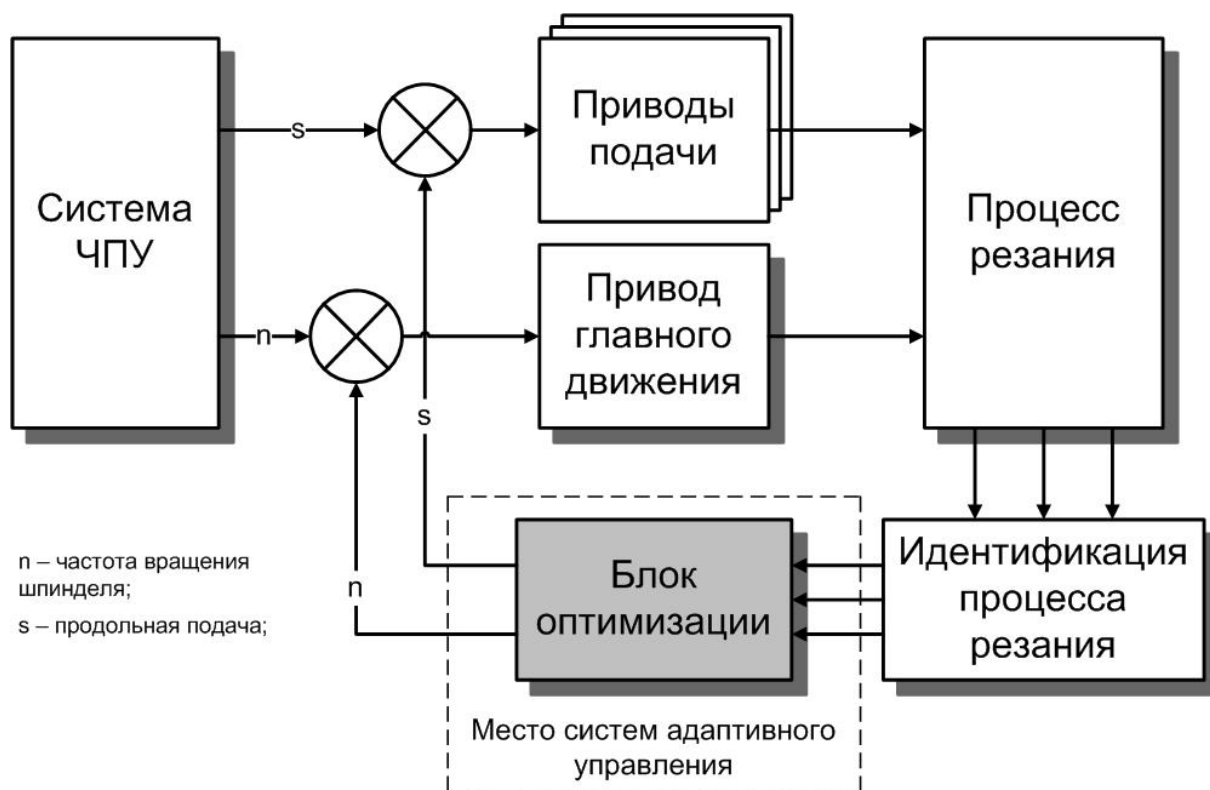 Система
ЧПУ
s
n
Приводы
подачи
Привод
главного
движения
Процесс
резания
s
n
n – частота вращения
шпинделя;
s – продольная подача;
Блок
оптимизации
Идентификация
процесса
резания
Место систем адаптивного
управления